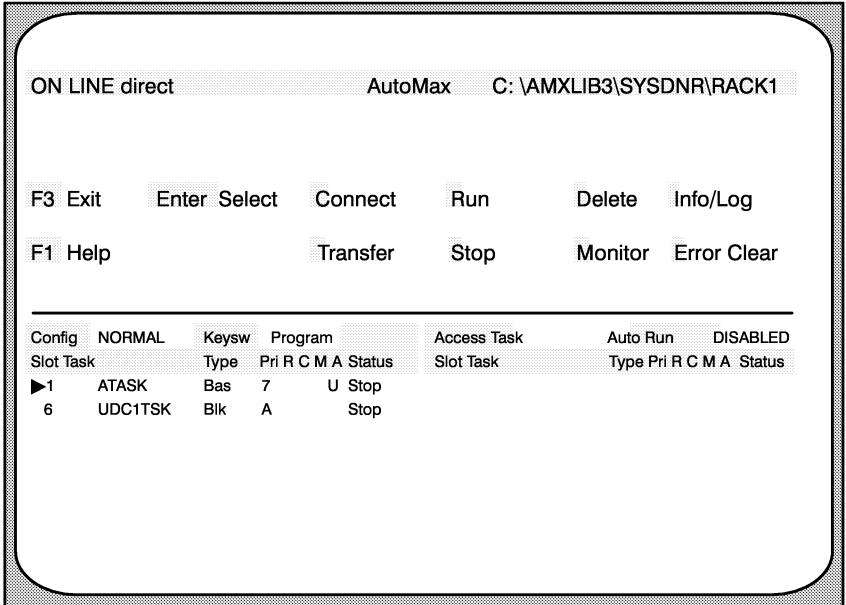 ON LINE direct AutoMax C: \AMXLIB3\SYSDNR\RACK1
F3 Exit Enter Select Connect Run Delete Info/Log
F1 Help Transfer Stop Monitor Error Clear
Config NORMAL Keysw Program Access Task Auto Run DISABLED
Slot Task Type Pri R C M A Status Slot Task Type Pri R C M A Status
▶1 ATASK Bas 7 U Stop
6 UDC1TSK Blk A Stop